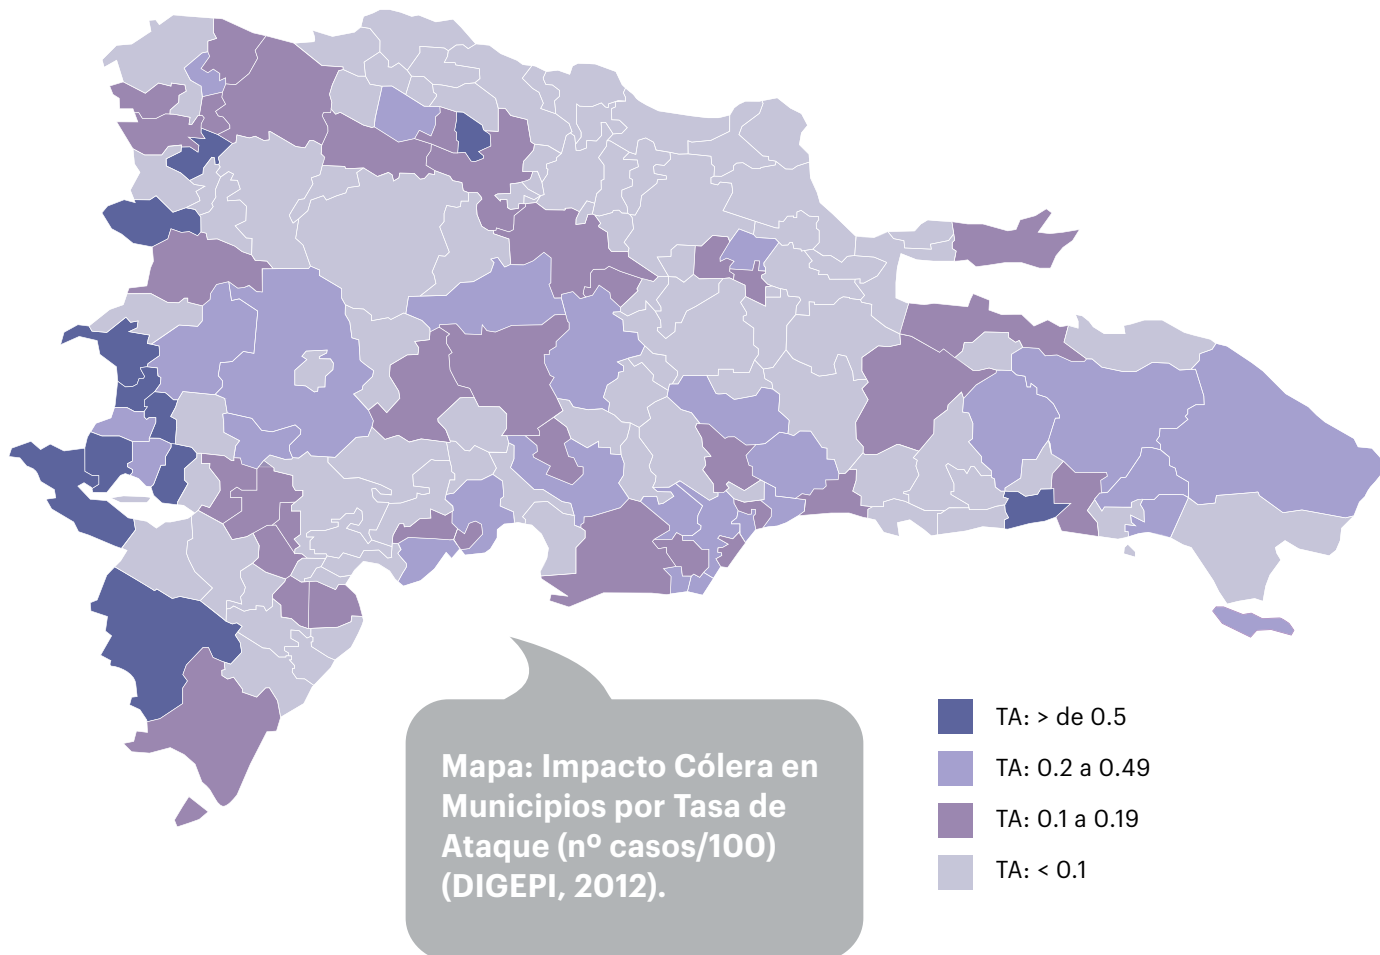 Mapa: Impacto Cólera en
Municipios por Tasa de
Ataque (nº casos/100)
(DIGEPI, 2012).
TA: > de 0.5
TA: 0.2 a 0.49
TA: 0.1 a 0.19
TA: < 0.1